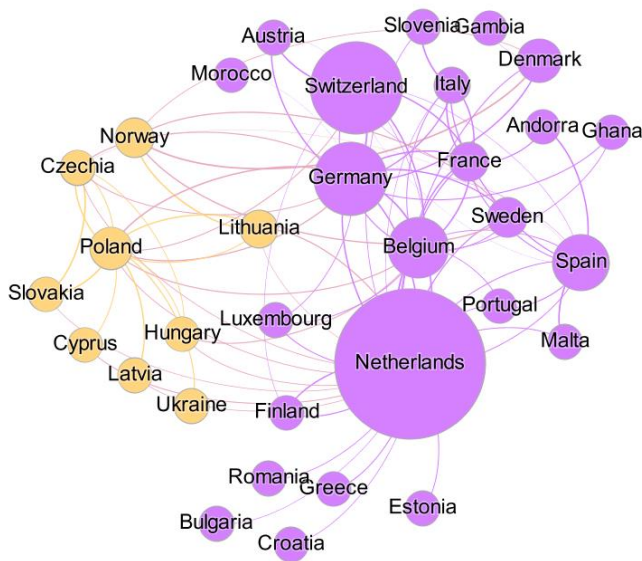 Slovenia
Gambia
Austria
Denmark
Morocco
Switzerland
Italy
Andorra
Ghana
Norway
Czechia
France
Germany
Sweden
Lithuania
Poland
Belgium
Spain
Slovakia
Portugal
Luxembourg
Hungary
Cyprus
Malta
Netherlands
Latvia
Ukraine
Finland
Romania
Greece
Estonia
Bulgaria
Croatia